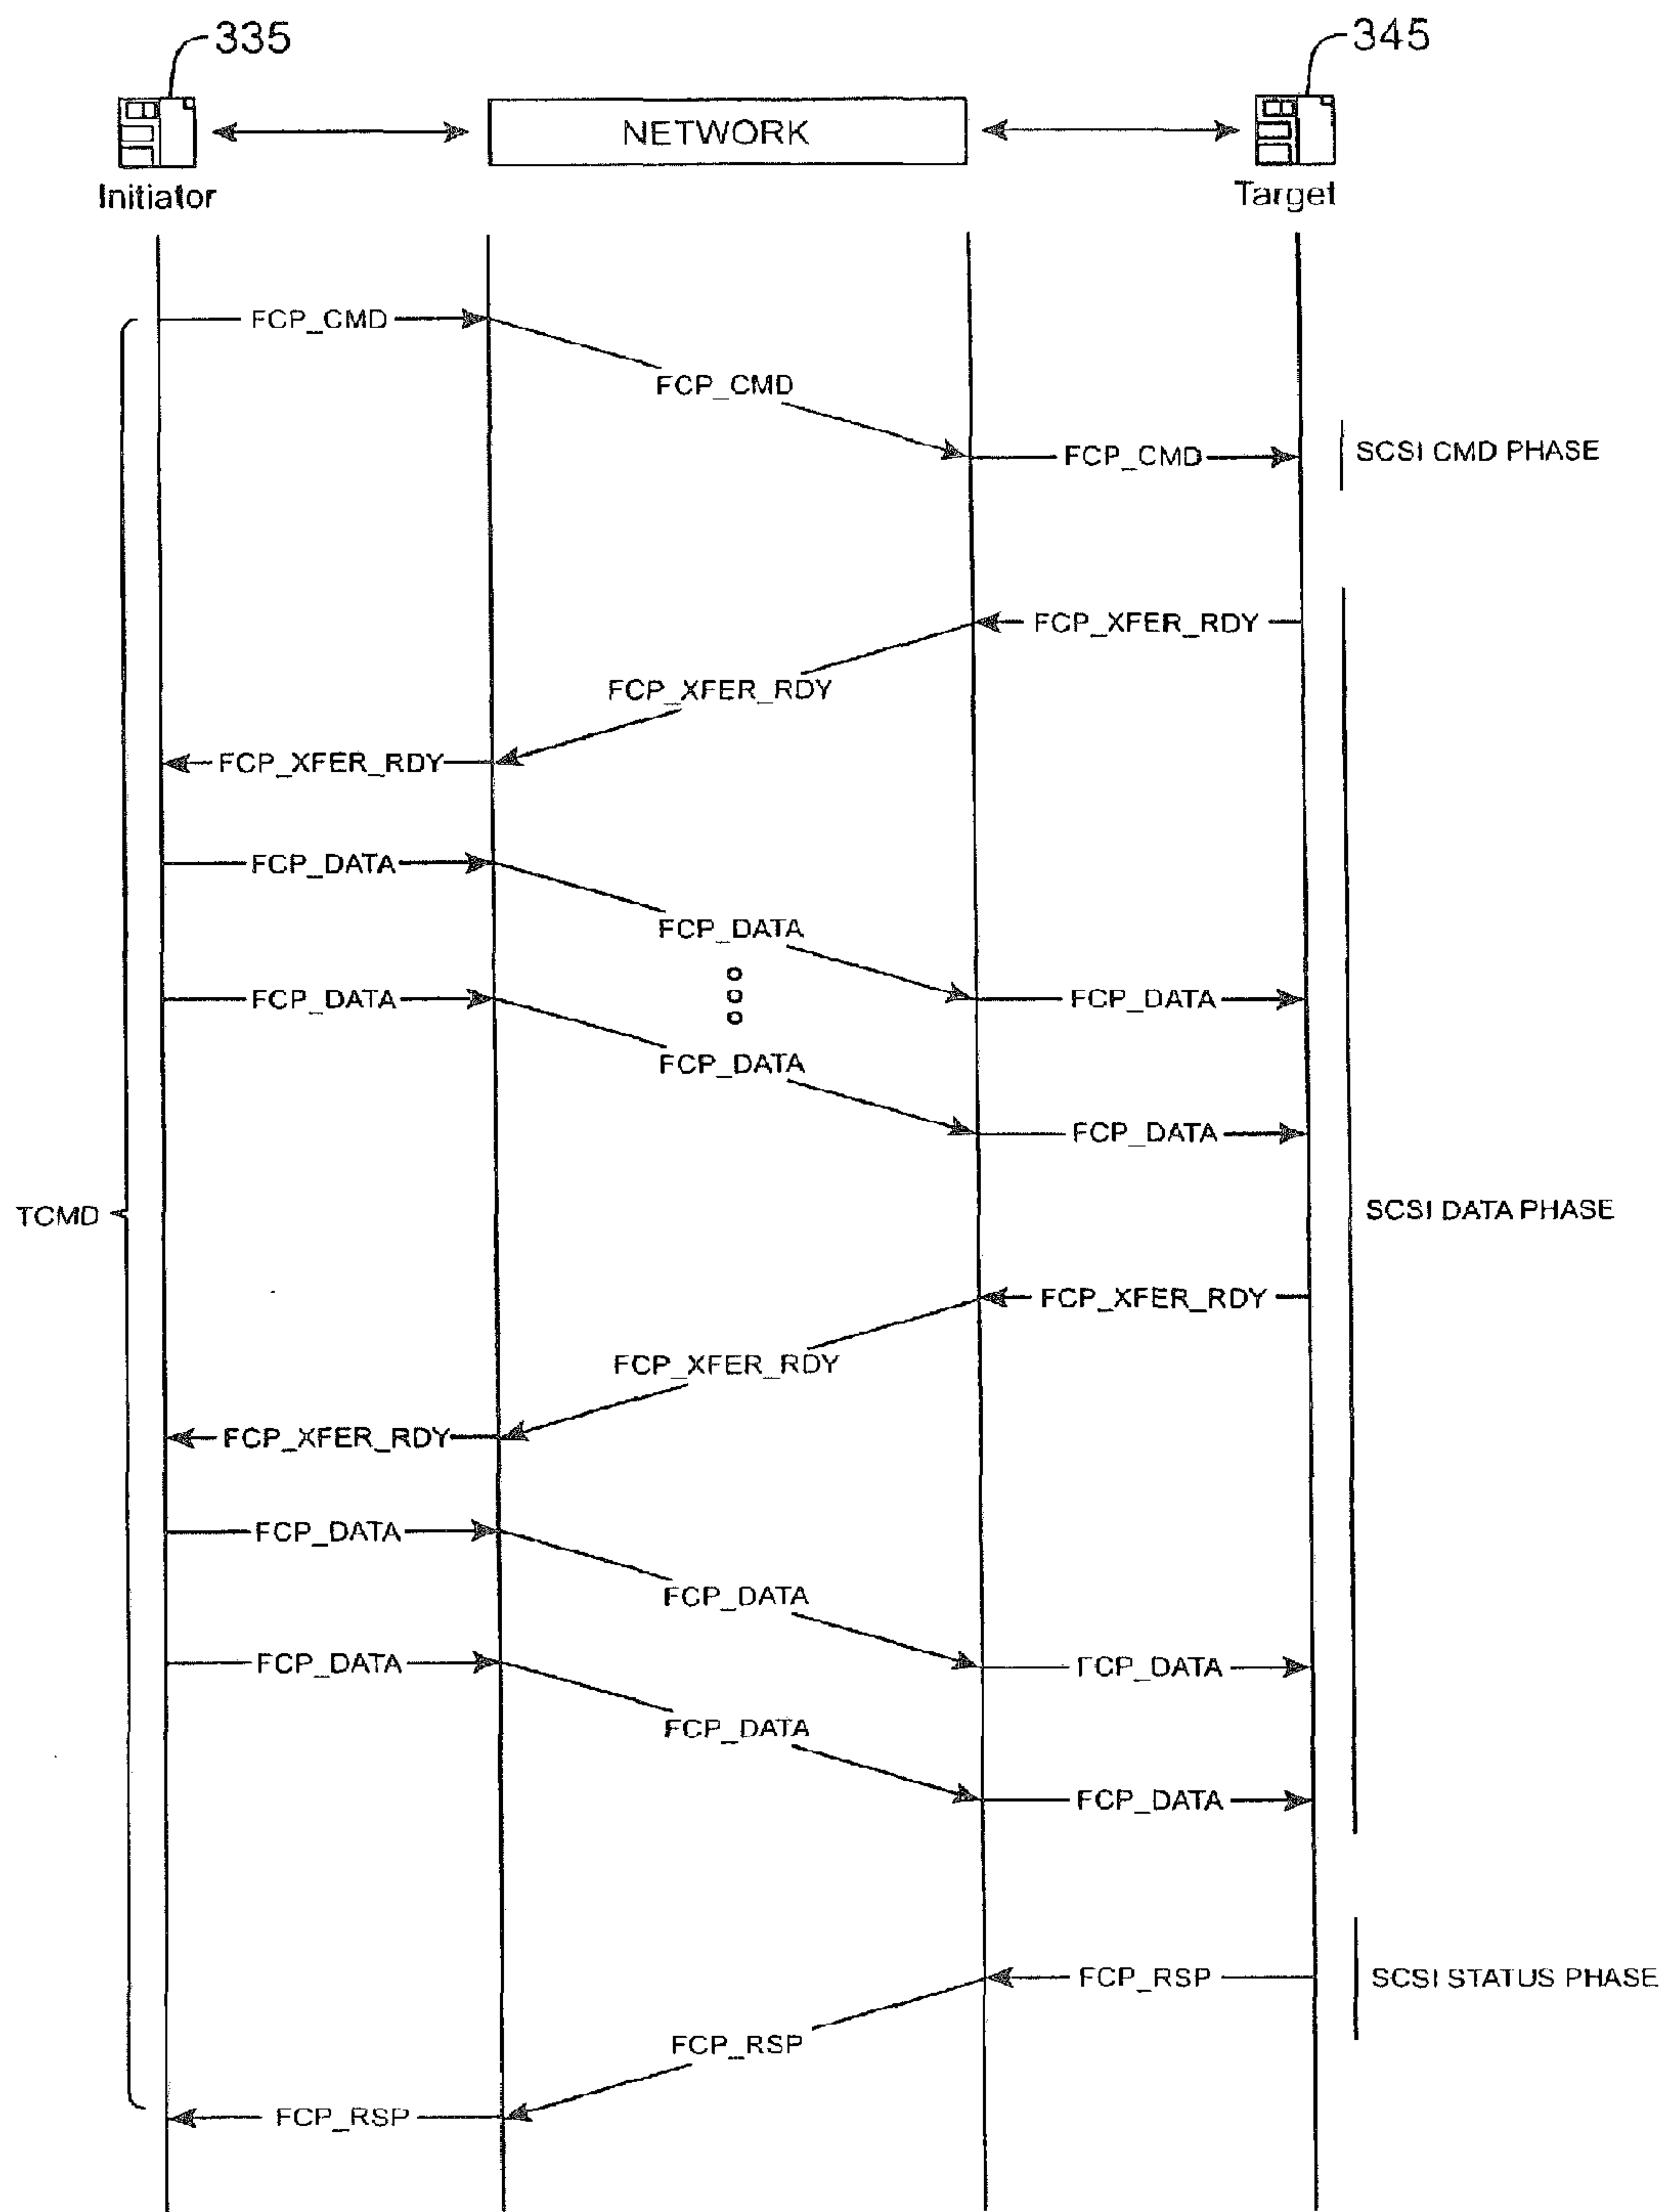 335
345
NETWORK
Initiator
Target
FCP_CMD
FCP_CMD
FCP_CMD
SCSI CMD PHASE
FCP_XFER_RDY
FCP_XFER_RDY
FCP_XFER_RDY
FCP_DATA
FCP_DATA
FCP_DATA
FCP_DATA
FCP_DATA
FCP_DATA
TCMD
SCSI DATA PHASE
FCP_XFER_RDY
FCP_XFER_RDY
FCP_XFER_RDY
FCP_DATA
FCP_DATA
FCP_DATA
FCP_DATA
FCP_DATA
FCP_DATA
FCP_RSP
SCSI STATUS PHASE
FCP_RSP
FCP_RSP